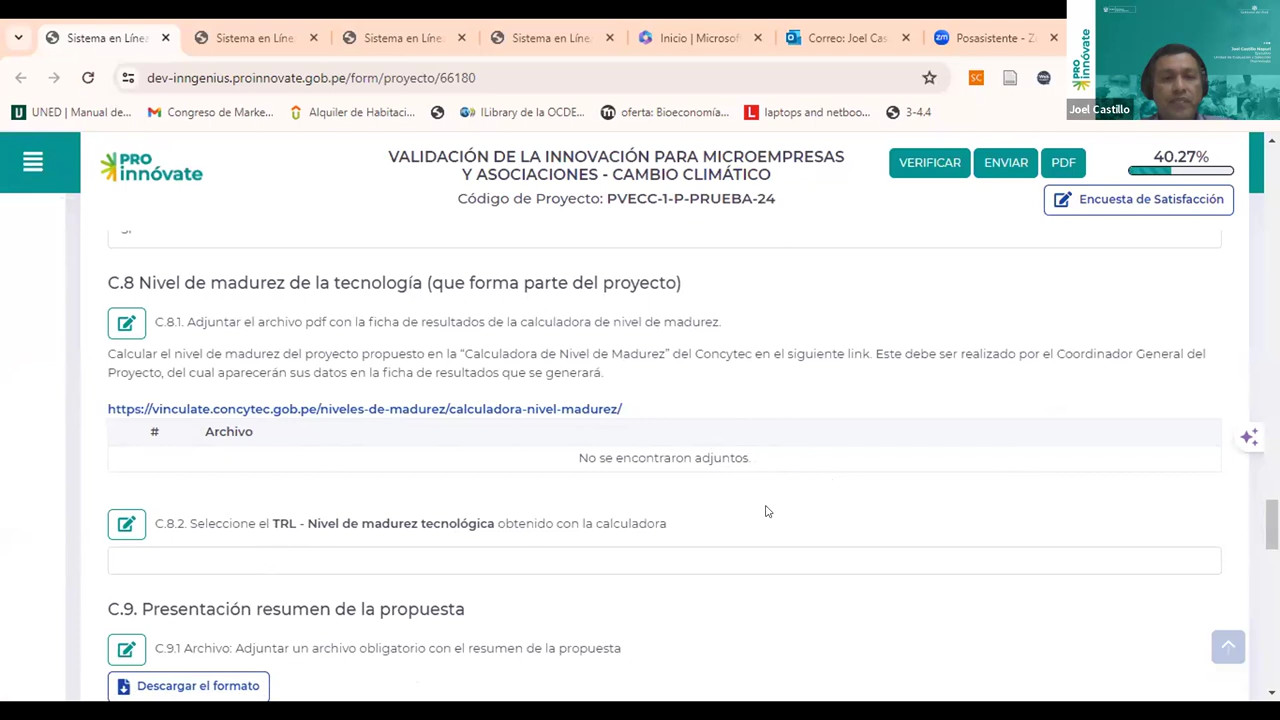 Sistema en Líne
Sistema en Líne
Sistema en Líne
Sistema en Líne
Inicio | Microsof
Correo: Joel Cas
Posasistente - Z
dev-inngenius.proinnovate.gob.pe/form/proyecto/66180
UNED | Manual de...
Congreso de Marke...
Alquiler de Habitaci...
ILibrary de la OCDE...
oferta: Bioeconomía...
laptops and netboo...
3-4.4
PRO innóvate
Joel Castillo
PRO
innóvate
VALIDACIÓN DE LA INNOVACIÓN PARA MICROEMPRESAS
Y ASOCIACIONES - CAMBIO CLIMÁTICO
Código de Proyecto: PVECC-1-P-PRUEBA-24
VERIFICAR
ENVIAR
PDF
40.27%
Encuesta de Satisfacción
C.8 Nivel de madurez de la tecnología (que forma parte del proyecto)
C.8.1. Adjuntar el archivo pdf con la ficha de resultados de la calculadora de nivel de madurez.
Calcular el nivel de madurez del proyecto propuesto en la “Calculadora de Nivel de Madurez” del Concytec en el siguiente link. Este debe ser realizado por el Coordinador General del
Proyecto, del cual aparecerán sus datos en la ficha de resultados que se generará.
https://vinculate.concytec.gob.pe/niveles-de-madurez/calculadora-nivel-madurez/
# Archivo
No se encontraron adjuntos.
C.8.2. Seleccione el TRL - Nivel de madurez tecnológica obtenido con la calculadora
C.9. Presentación resumen de la propuesta
C.9.1 Archivo: Adjuntar un archivo obligatorio con el resumen de la propuesta
Descargar el formato